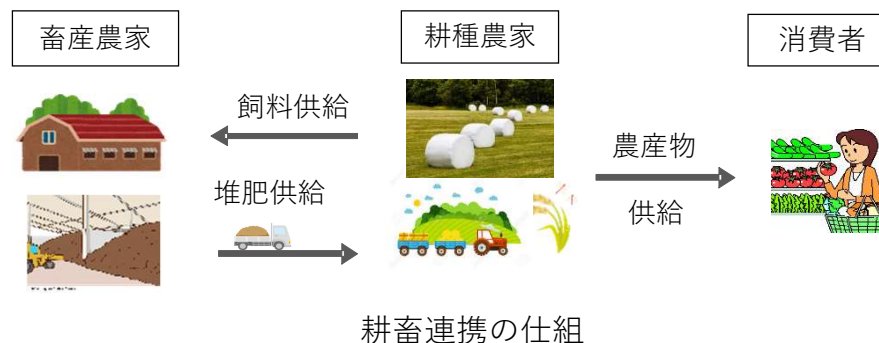 畜産農家
耕種農家
消費者
飼料供給
堆肥供給
農産物
供給
耕畜連携の仕組